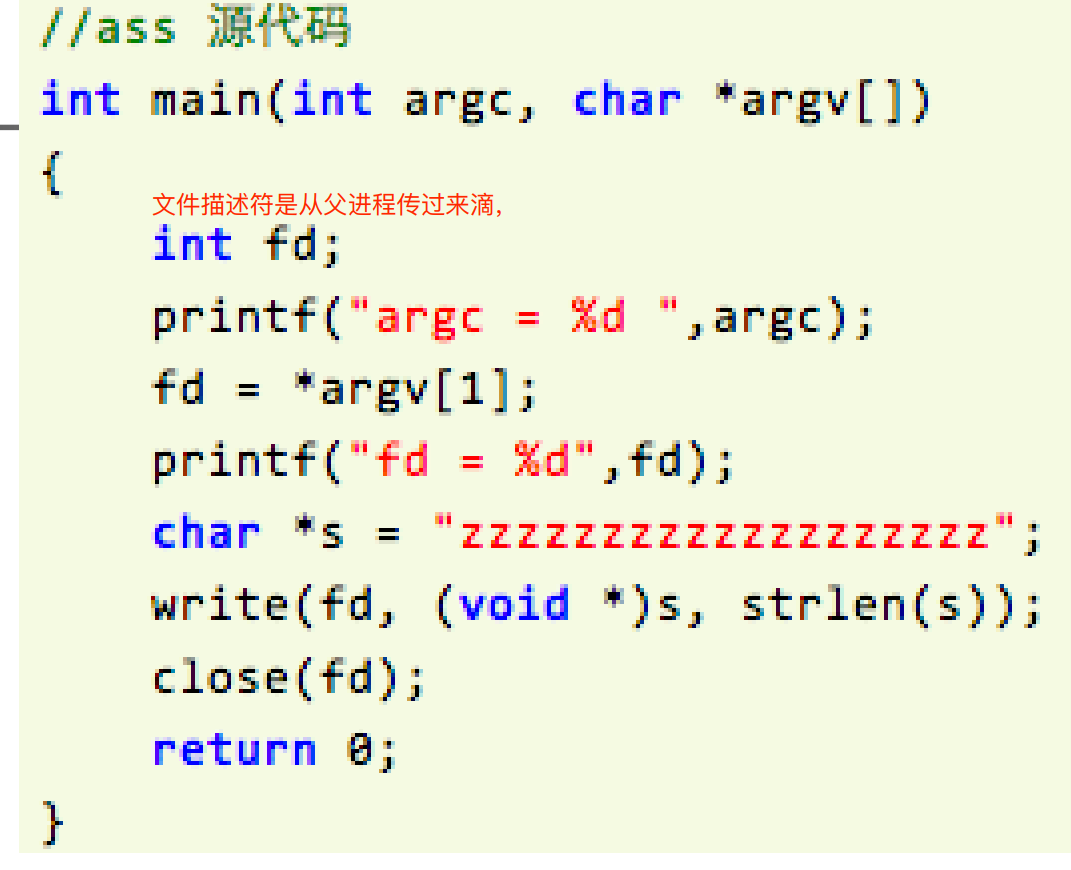 //ass 源代码
int main(int argc, char *argv[])
{
文件描述符是从父进程传过来滴,
int fd;
printf("argc = %d ",argc);
fd = *argv[1];
printf("fd = %d",fd);
char *s = "zzzzzzzzzzzzzzzzzzz";
write(fd, (void *)s, strlen(s));
close(fd);
return 0;
}